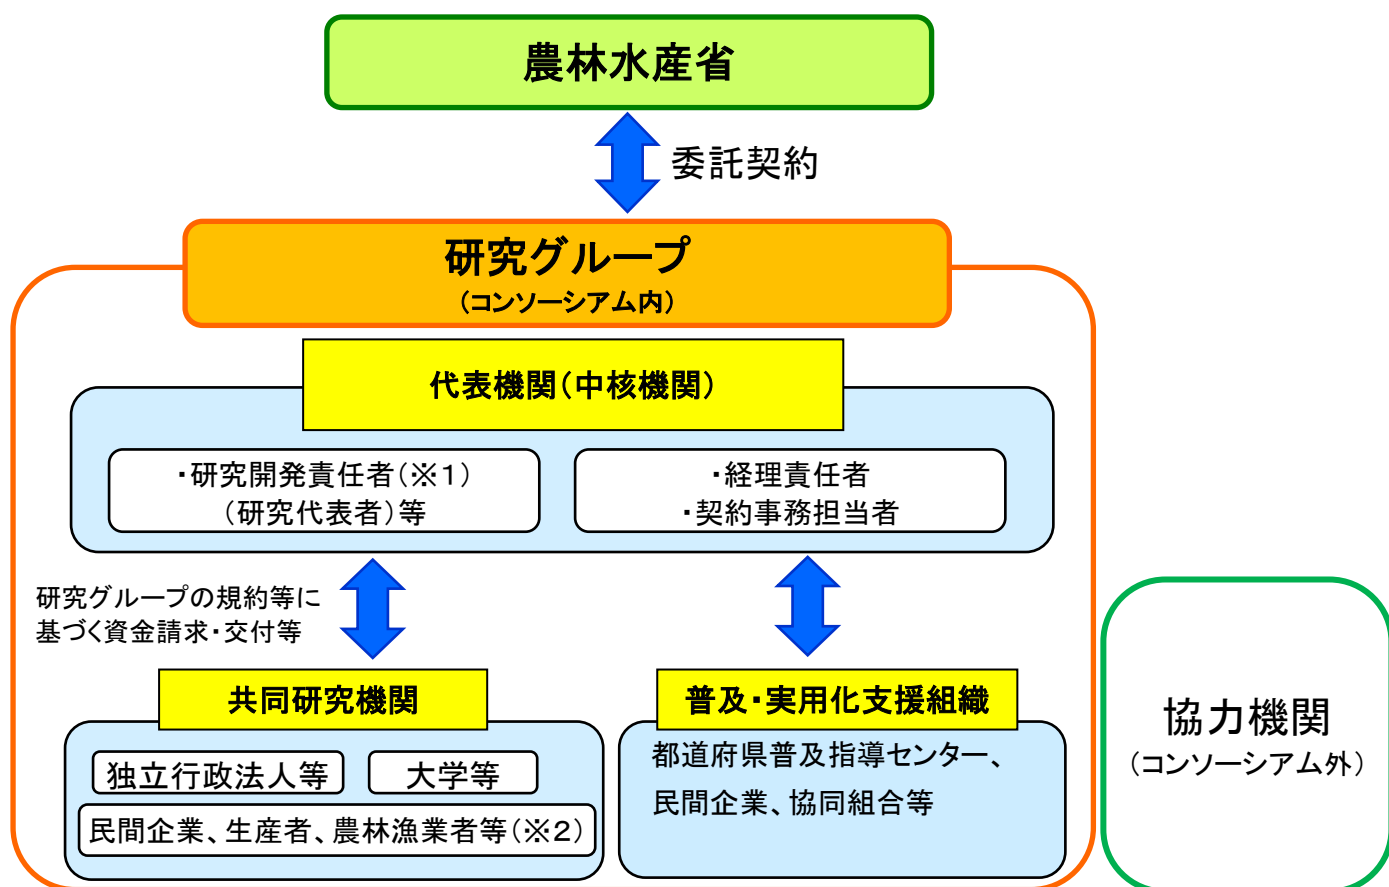 農林水産省
委託契約
研究グループ
(コンソーシアム内)
代表機関(中核機関)
・研究開発責任者(※1)
(研究代表者)等
・経理責任者
・契約事務担当者
研究グループの規約等に
基づく資金請求・交付等
共同研究機関
独立行政法人等
大学等
民間企業、生産者、農林漁業者等(※2)
普及・実用化支援組織
都道府県普及指導センター、
民間企業、協同組合等
協力機関
(コンソーシアム外)